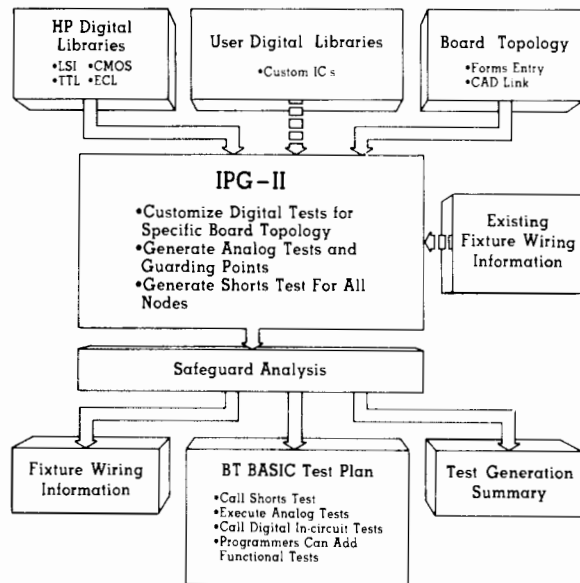 HP Digital
Libraries
•LSI •CMOS
•TTL •ECL
User Digital Libraries
•Custom IC s
Board Topology
•Forms Entry
•CAD Link
IPG-II
•Customize Digital Tests for
Specific Board Topology
•Generate Analog Tests and
Guarding Points
•Generate Shorts Test For All
Nodes
Existing
Fixture Wiring
Information
Safeguard Analysis
Fixture Wiring
Information
BT BASIC Test Plan
•Call Shorts Test
•Execute Analog Tests
•Call Digital In-circuit Tests
•Programmers Can Add
Functional Tests
Test Generation
Summary